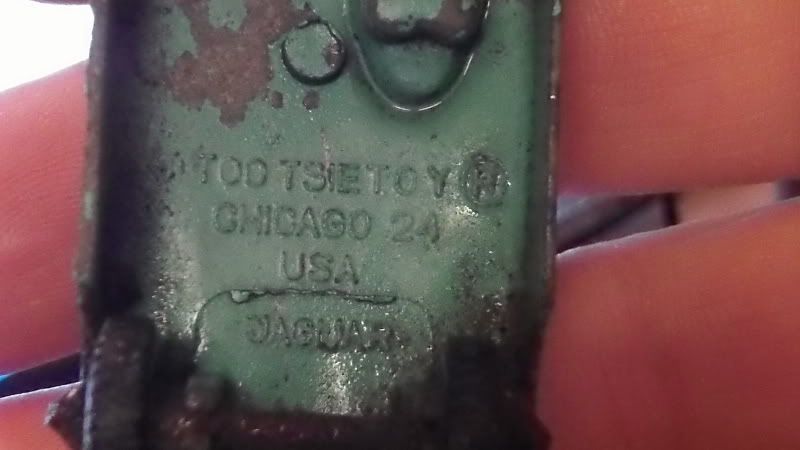 TOOTSIETOY ®
CHICAGO 24
USA
JAGUAR